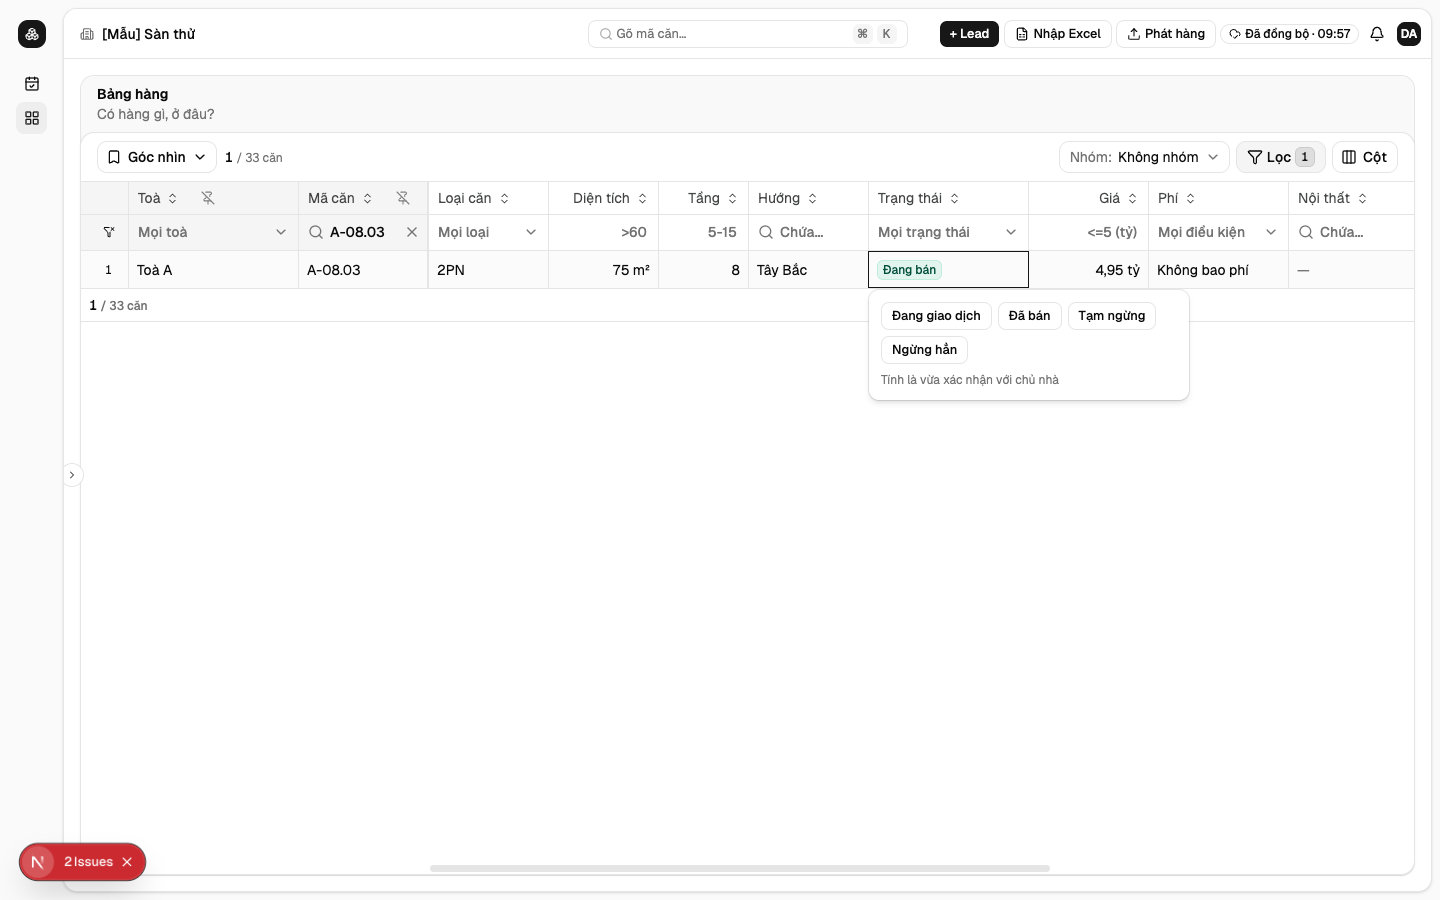 [Mẫu] Sàn thử
Gõ mã căn...
⌘ K
+ Lead
Nhập Excel
Phát hàng
Đã đồng bộ · 09:57
DA
Bảng hàng
Có hàng gì, ở đâu?
Góc nhìn
1 / 33 căn
Nhóm: Không nhóm
Lọc 1
Cột
Toà Mã căn Loại căn Diện tích Tầng Hướng Trạng thái Giá Phí Nội thất
Mọi toà A-08.03 Mọi loại >60 5-15 Chứa... Mọi trạng thái <=5 (tỷ) Mọi điều kiện Chứa...
1 Toà A A-08.03 2PN 75 m² 8 Tây Bắc Đang bán 4,95 tỷ Không bao phí —
1 / 33 căn
Đang giao dịch Đã bán Tạm ngừng
Ngừng hẳn
Tính là vừa xác nhận với chủ nhà
N 2 Issues